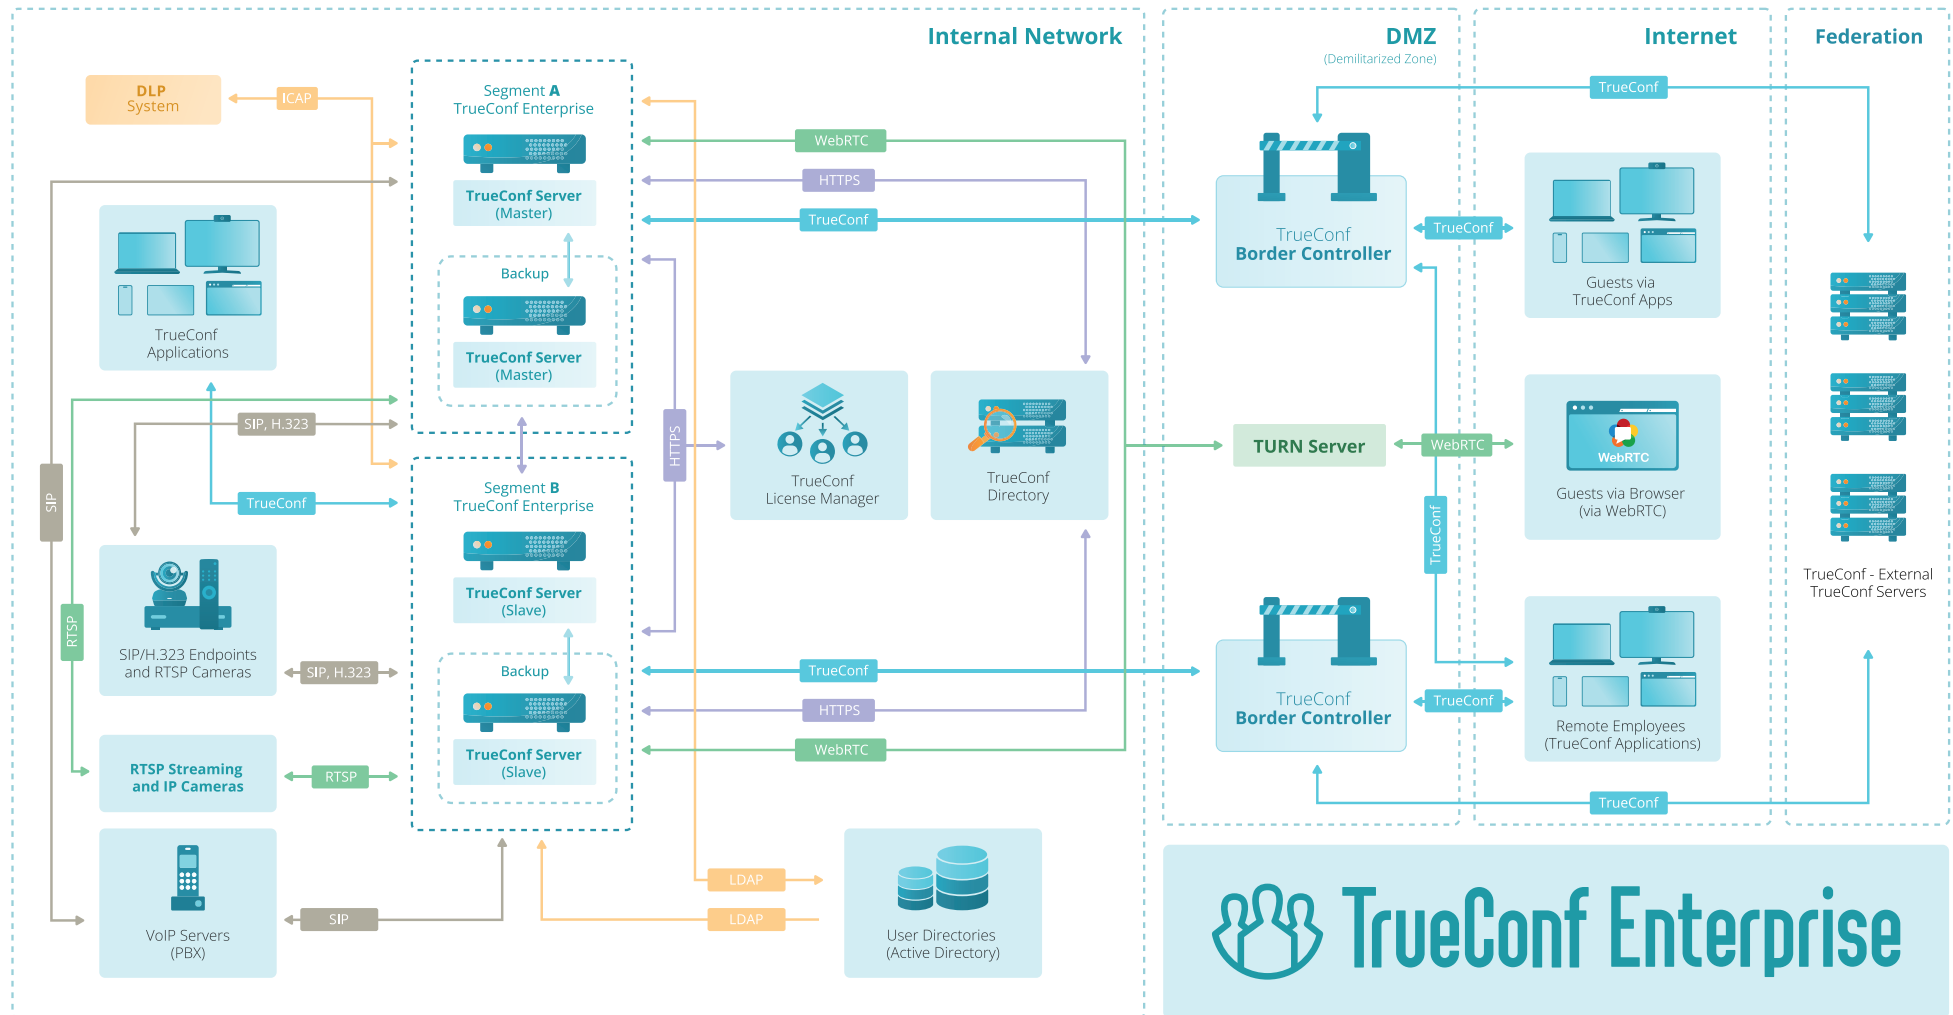 Internal Network
DMZ
(Demilitarized Zone)
Internet
Federation
DLP
System
ICAP
Segment A
TrueConf Enterprise
TrueConf Server
(Master)
Backup
TrueConf Server
(Master)
WebRTC
HTTPS
TrueConf
TrueConf
TrueConf
Border Controller
TrueConf
Guests via
TrueConf Apps
TrueConf
Applications
SIP, H.323
TrueConf
SIP
HTTPS
TrueConf
License Manager
TrueConf
Directory
TURN Server
WebRTC
WebRTC
Guests via Browser
(via WebRTC)
TrueConf
TrueConf - External
TrueConf Servers
Segment B
TrueConf Enterprise
TrueConf Server
(Slave)
Backup
TrueConf Server
(Slave)
SIP/H.323 Endpoints
and RTSP Cameras
SIP, H.323
RTSP
RTSP Streaming
and IP Cameras
RTSP
TrueConf
HTTPS
WebRTC
TrueConf
Border Controller
TrueConf
Remote Employees
(TrueConf Applications)
TrueConf
VoIP Servers
(PBX)
SIP
LDAP
LDAP
User Directories
(Active Directory)
TrueConf Enterprise